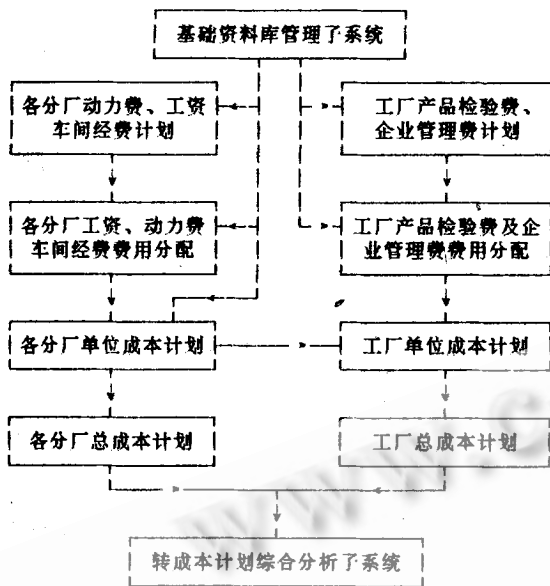 基础资料库管理子系统
各分厂动力费、工资
车间经费计划
工厂产品检验费、
企业管理费计划
各分厂工资、动力费
车间经费费用分配
工厂产品检验费及企
业管理费费用分配
各分厂单位成本计划
工厂单位成本计划
各分厂总成本计划
工厂总成本计划
转成本计划综合分析子系统